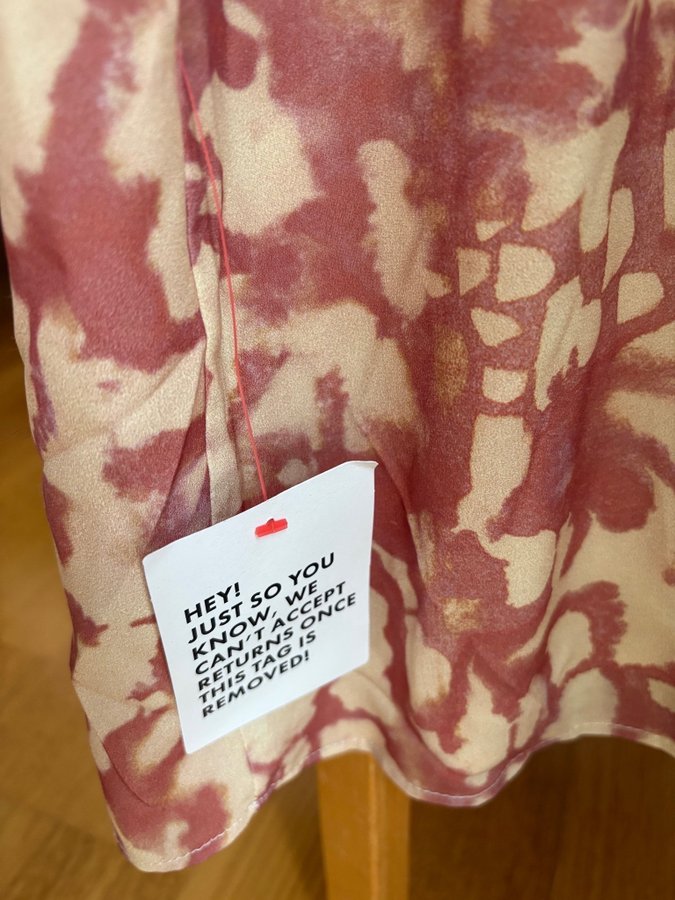 HEY!
JUST SO YOU
KNOW, WE
CAN'T ACCEPT
RETURNS ONCE
THIS TAG IS
REMOVED!